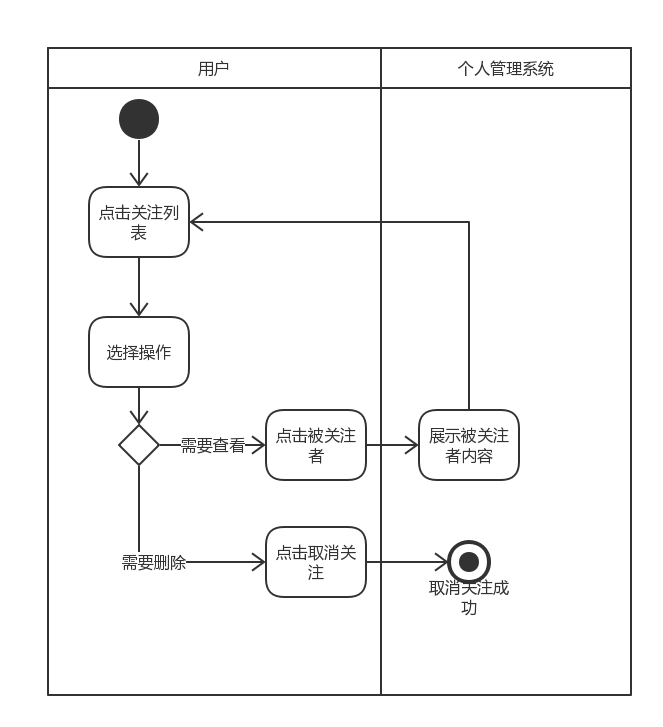 用户
个人管理系统
点击关注列
表
选择操作
需要查看
点击被关注
者
展示被关注
者内容
需要删除
点击取消关
注
取消关注成
功